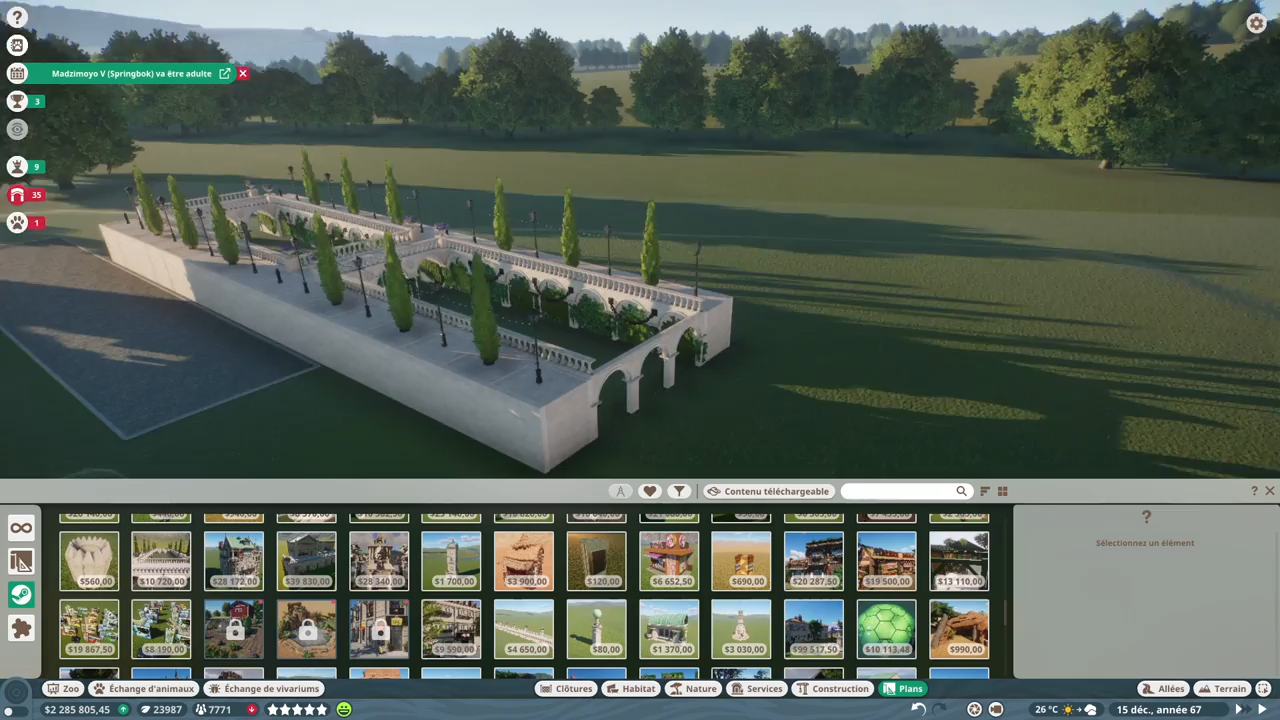 ?
Madzimoyo V (Springbok) va être adulte
3
9
35
1
Contenu téléchargeable
?
?
Sélectionnez un élément
$560,00
$10 720,00
$28 172,00
$39 830,00
$28 340,00
$1 700,00
$3 900,00
$120,00
$6 652,50
$690,00
$20 287,50
$19 500,00
$13 110,00
$19 867,50
$8 190,00
$9 590,00
$4 650,00
$80,00
$1 370,00
$3 030,00
$99 517,50
$10 113,48
$990,00
Zoo
Échange d'animaux
Échange de vivariums
Clôtures
Habitat
Nature
Services
Construction
Plans
Allées
Terrain
$2 285 805,45
23987
7771
26 °C
15 déc., année 67